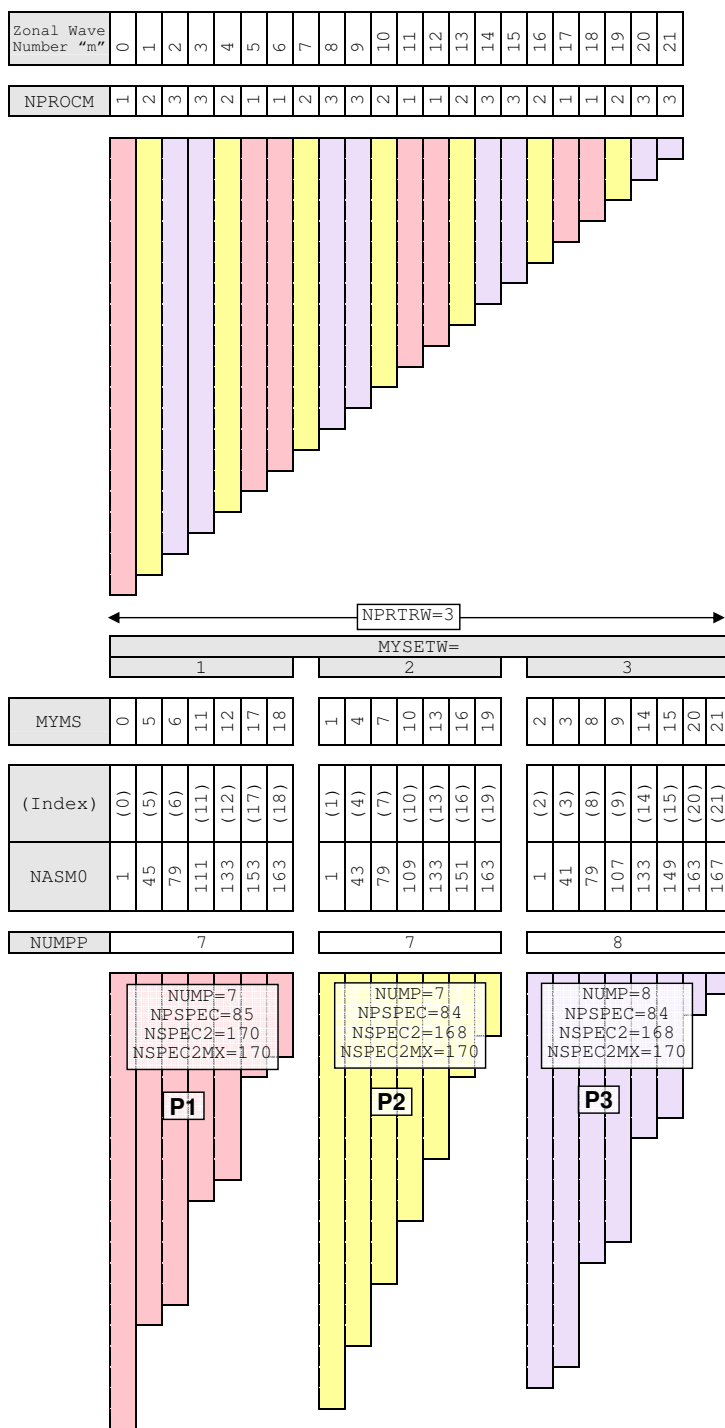 Zonal Wave Number "m" 0 1 2 3 4 5 6 7 8 9 10 11 12 13 14 15 16 17 18 19 20 21
NPROCM 1 2 3 3 2 1 1 2 3 3 2 1 1 2 3 3 2 1 1 2 3 3
NPRTRW=3
MYSETW=
1 2 3
MYMS 0 5 6 11 12 17 18 1 4 7 10 13 16 19 2 3 8 9 14 15 20 21
(Index) (0) (5) (6) (11) (12) (17) (18) (1) (4) (7) (10) (13) (16) (19) (2) (3) (8) (9) (14) (15) (20) (21)
NASM0 1 45 79 111 133 153 163 1 43 79 109 133 151 163 1 41 79 107 133 149 163 167
NUMPP 7 7 8
NUMP=7
NPSPEC=85
NSPEC2=170
NSPEC2MX=170
P1
NUMP=7
NPSPEC=84
NSPEC2=168
NSPEC2MX=170
P2
NUMP=8
NPSPEC=84
NSPEC2=168
NSPEC2MX=170
P3